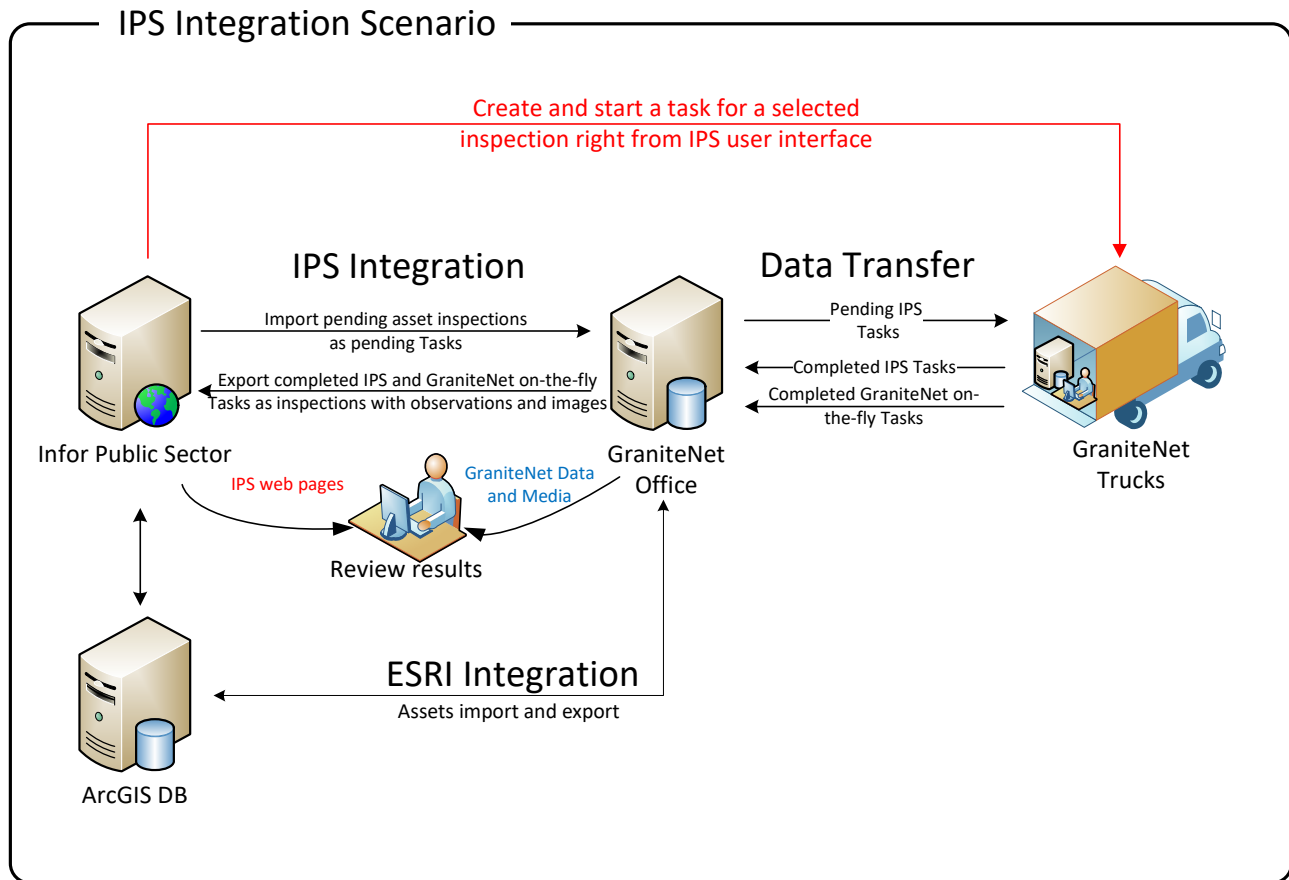 IPS Integration Scenario
Create and start a task for a selected
inspection right from IPS user interface
IPS Integration
Data Transfer
Import pending asset inspections
as pending Tasks
Pending IPS
Tasks
Export completed IPS and GraniteNet on-the-fly
Tasks as inspections with observations and images
Completed IPS Tasks
Completed GraniteNet on-
the-fly Tasks
Infor Public Sector
GraniteNet
Office
GraniteNet
Trucks
IPS web pages
GraniteNet Data
and Media
Review results
ESRI Integration
Assets import and export
ArcGIS DB